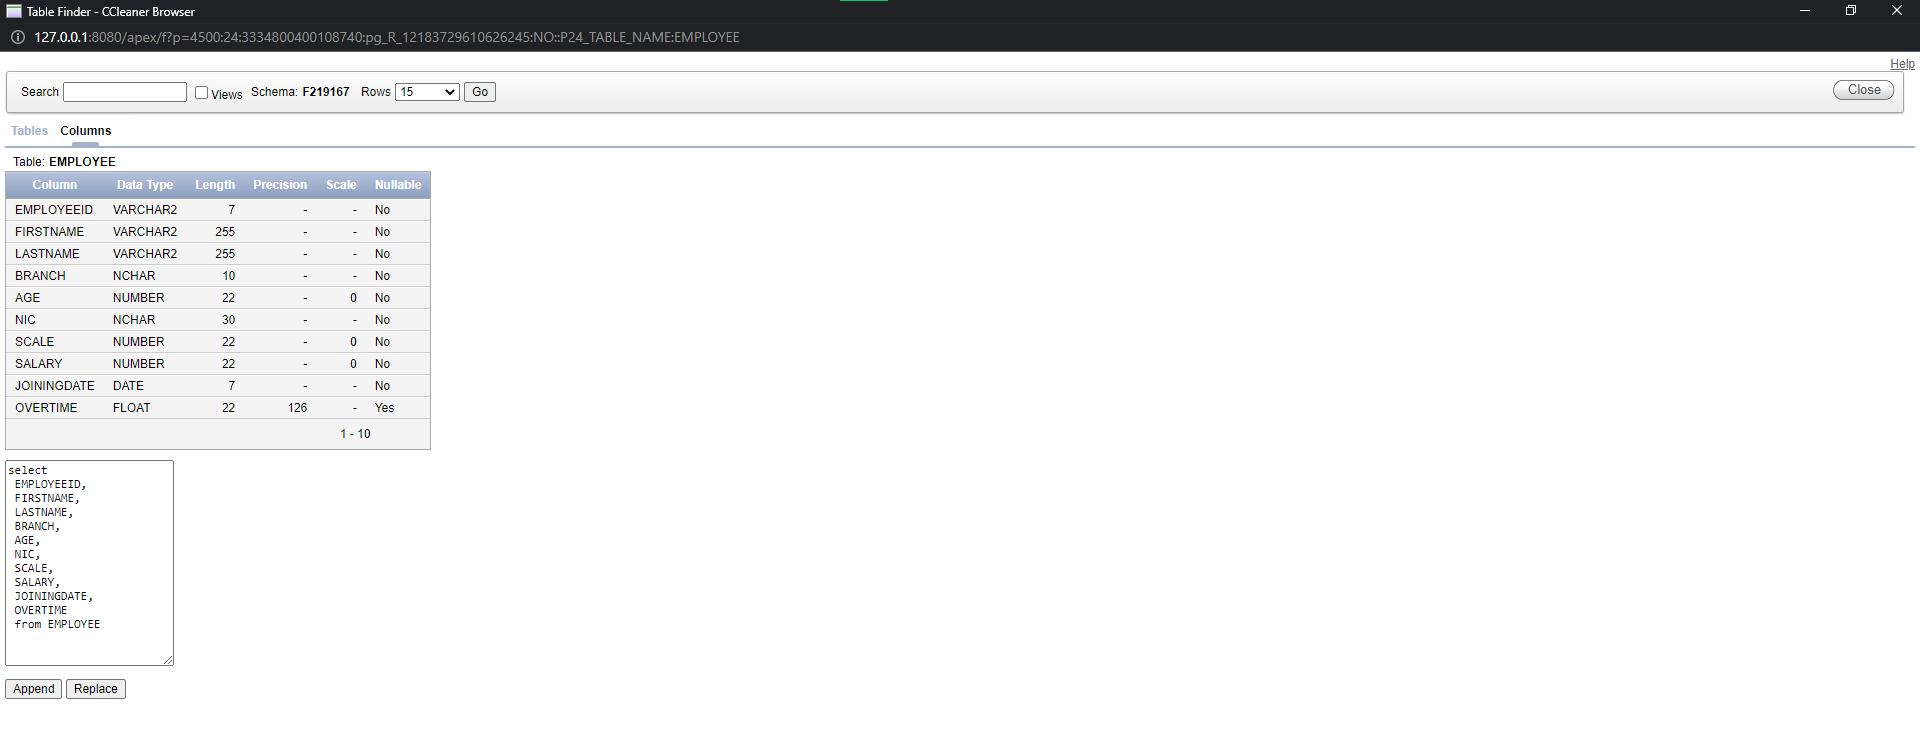 Table Finder - CCleaner Browser
127.0.0.1:8080/apex/f?p=4500:24:3334800400108740:pg_R_12183729610626245:NO::P24_TABLE_NAME:EMPLOYEE
Help
Search Views Schema: F219167 Rows 15 Go Close
Tables Columns
Table: EMPLOYEE
Column Data Type Length Precision Scale Nullable
EMPLOYEEID VARCHAR2 7 - - No
FIRSTNAME VARCHAR2 255 - - No
LASTNAME VARCHAR2 255 - - No
BRANCH NCHAR 10 - - No
AGE NUMBER 22 - 0 No
NIC NCHAR 30 - - No
SCALE NUMBER 22 - 0 No
SALARY NUMBER 22 - 0 No
JOININGDATE DATE 7 - - No
OVERTIME FLOAT 22 126 - Yes
1 - 10
select
EMPLOYEEID,
FIRSTNAME,
LASTNAME,
BRANCH,
AGE,
NIC,
SCALE,
SALARY,
JOININGDATE,
OVERTIME
from EMPLOYEE
Append Replace